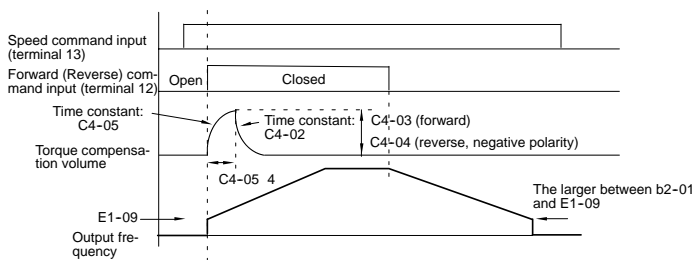 Speed command input
(terminal 13)
Forward (Reverse) com-
mand input (terminal 12)
Open
Closed
Time constant:
C4-05
Time constant:
C4-02
C4-03 (forward)
C4-04 (reverse, negative polarity)
Torque compensa-
tion volume
C4-05 4
The larger between b2-01
and E1-09
E1-09
Output fre-
quency